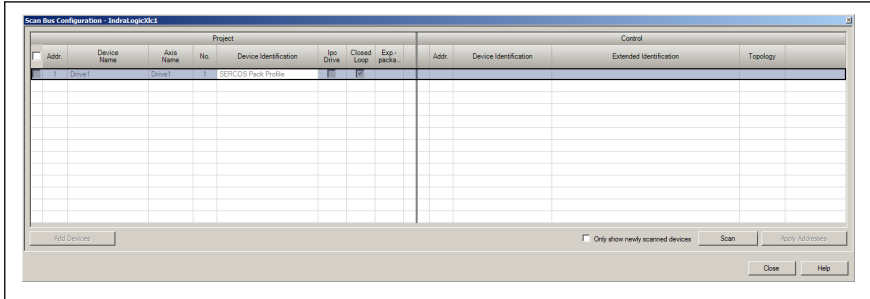 Scan Bus Configuration - IndraLogicXlc1
Project Control
Addr. Device Name Axis Name No. Device Identification Ipo Drive Closed Loop Exp.-packa... Addr. Device Identification Extended Identification Topology
1 Drive1 Drive1 1 SERCOS Pack Profile
Add Devices Only show newly scanned devices Scan Apply Addresses
Close Help